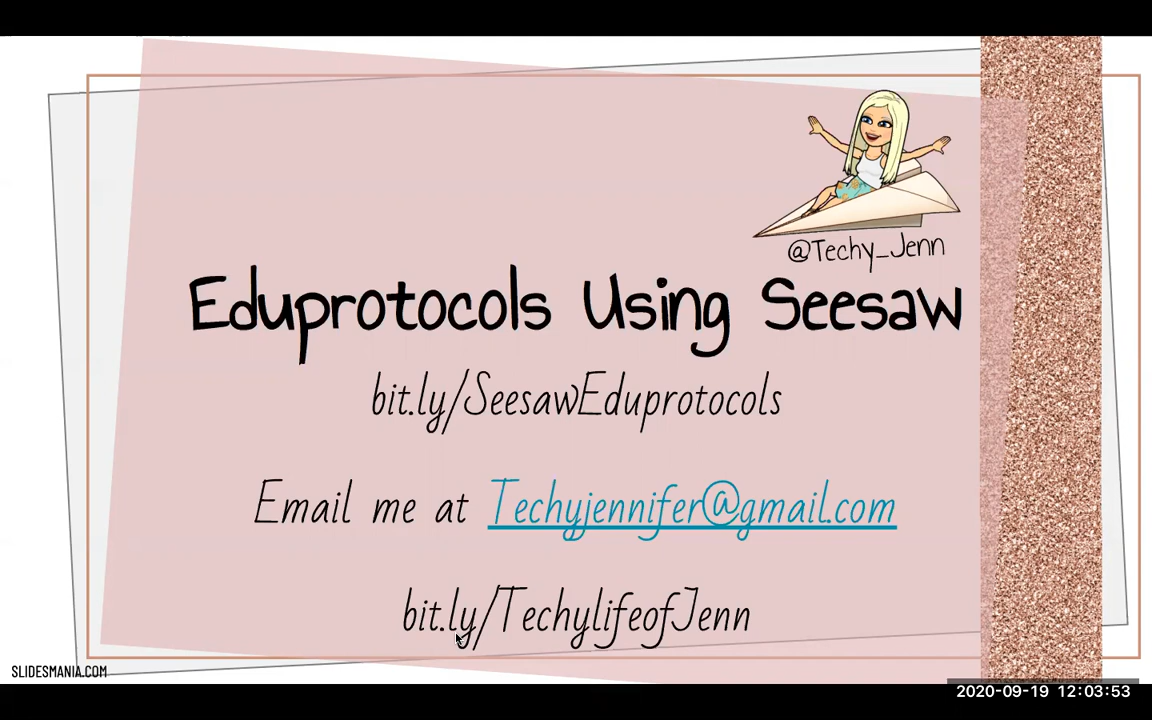 @Techy_Jenn
Eduprotocols Using Seesaw
bit.ly/SeesawEduprotocols
Email me at Techyjennifer@gmail.com
bit.ly/TechylifeofJenn
SLIDESMANIA.COM
2020-09-19 12:03:53